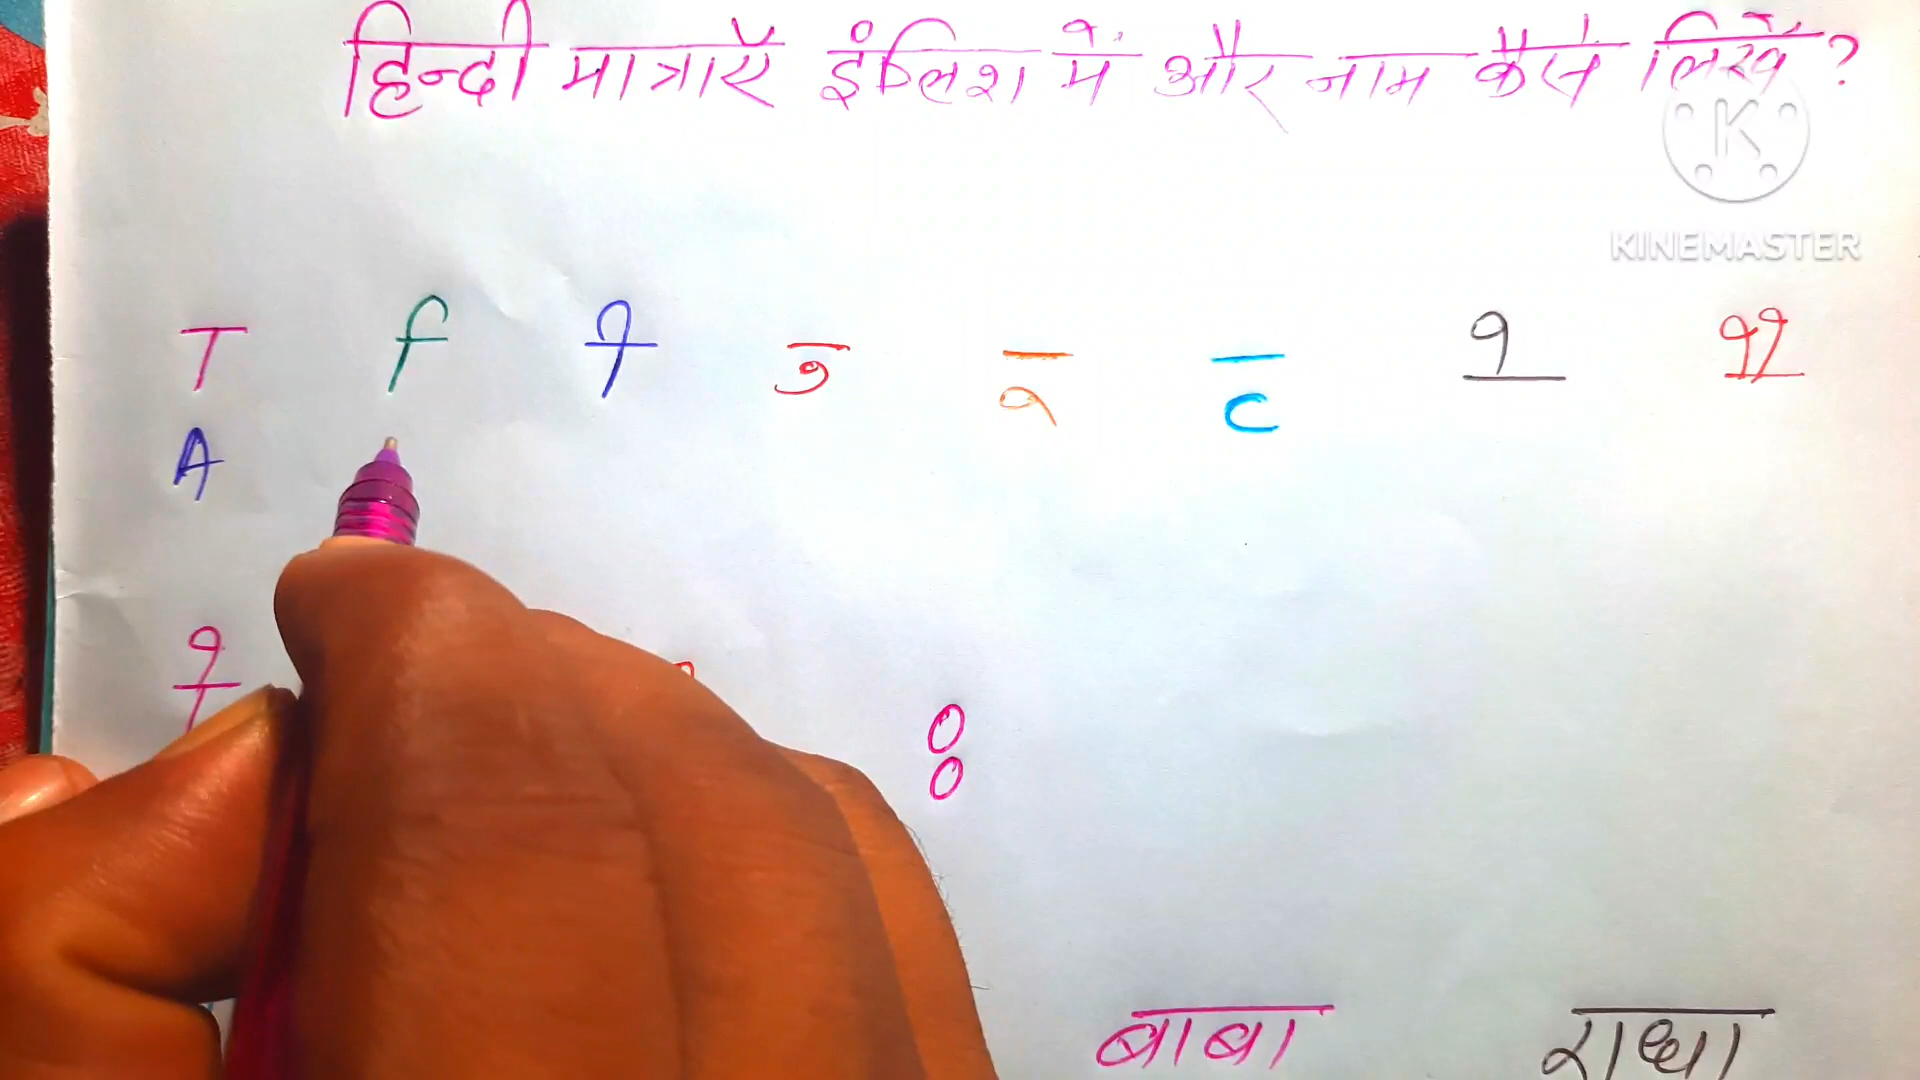 हिन्दी मात्राएँ इंग्लिश में और नाम कैसे लिखें ?
K
KINEMASTER
ा ि ी ु ू ृ े ै
A
ो ः
बाबा राधा